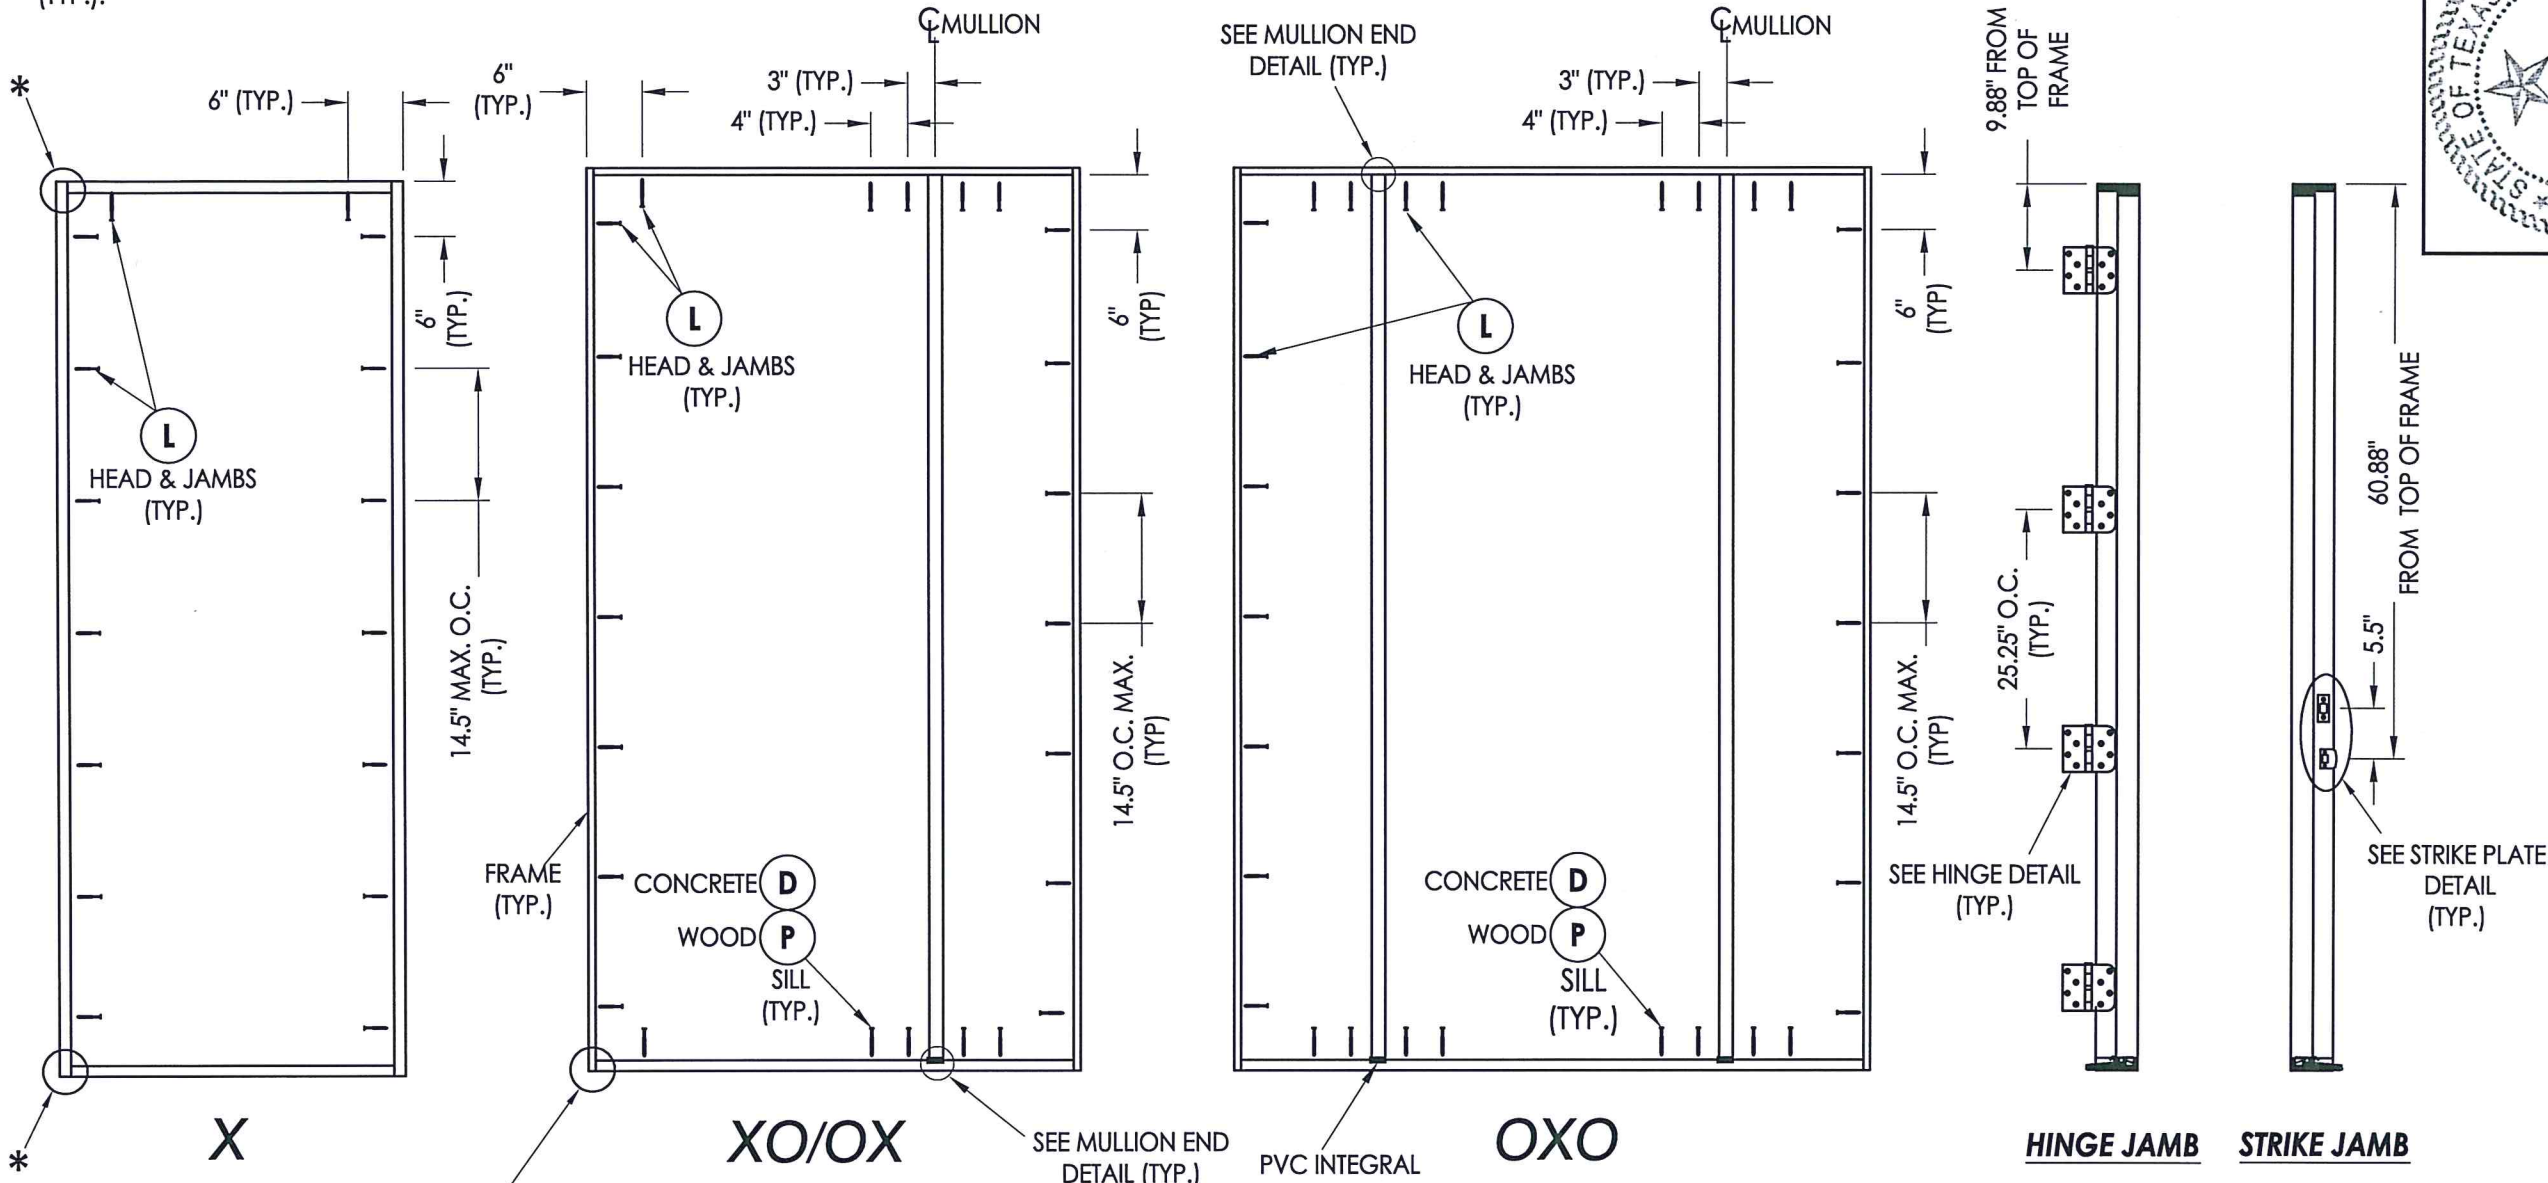 (TYP.).
℄ MULLION
SEE MULLION END
DETAIL (TYP.)
℄ MULLION
9.88" FROM
TOP OF
FRAME
STATE OF TEXAS
*
6" (TYP.)
6"
(TYP.)
3" (TYP.)
4" (TYP.)
3" (TYP.)
4" (TYP.)
L
HEAD & JAMBS
(TYP.)
6"
(TYP.)
14.5" MAX. O.C.
(TYP.)
L
HEAD & JAMBS
(TYP.)
6"
(TYP)
14.5" O.C. MAX.
(TYP)
L
HEAD & JAMBS
(TYP.)
6"
(TYP)
14.5" O.C. MAX.
(TYP)
25.25" O.C.
(TYP.)
60.88"
FROM TOP OF FRAME
5.5"
FRAME
(TYP.)
CONCRETE D
WOOD P
SILL
(TYP.)
CONCRETE D
WOOD P
SILL
(TYP.)
SEE HINGE DETAIL
(TYP.)
SEE STRIKE PLATE
DETAIL
(TYP.)
*
X
XO/OX
SEE MULLION END
DETAIL (TYP.)
PVC INTEGRAL
OXO
HINGE JAMB
STRIKE JAMB